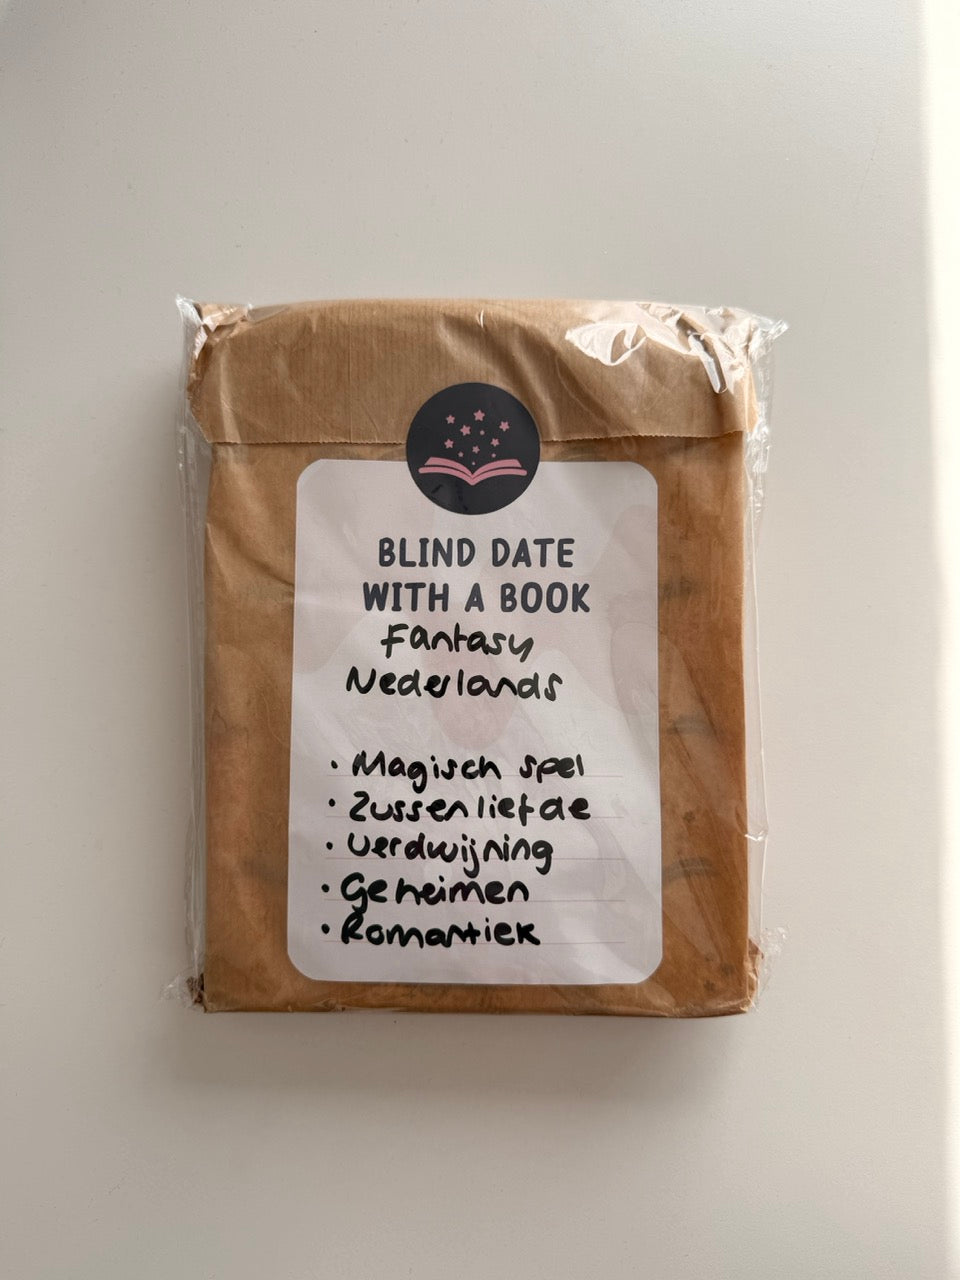 BLIND DATE
WITH A BOOK
Fantasy
Nederlands
• Magisch spel
• Zussenliefde
• Verdwijning
• Geheimen
• Romantiek